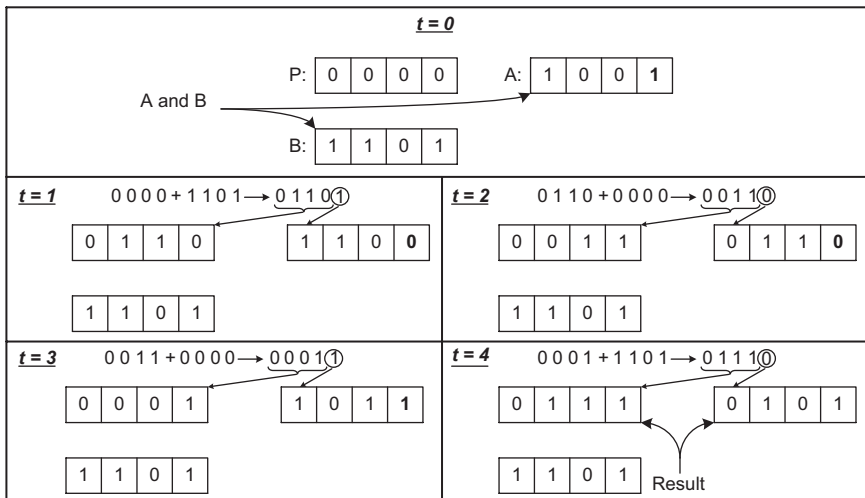 t = 0
P: 0 0 0 0 A: 1 0 0 1
A and B
B: 1 1 0 1
t = 1 0 0 0 0 + 1 1 0 1 → 0 1 1 0 1
0 1 1 0 1 1 0 0
1 1 0 1
t = 2 0 1 1 0 + 0 0 0 0 → 0 0 1 1 0
0 0 1 1 0 1 1 0
1 1 0 1
t = 3 0 0 1 1 + 0 0 0 0 → 0 0 0 1 1
0 0 0 1 1 0 1 1
1 1 0 1
t = 4 0 0 0 1 + 1 1 0 1 → 0 1 1 1 0
0 1 1 1 0 1 0 1
1 1 0 1 Result